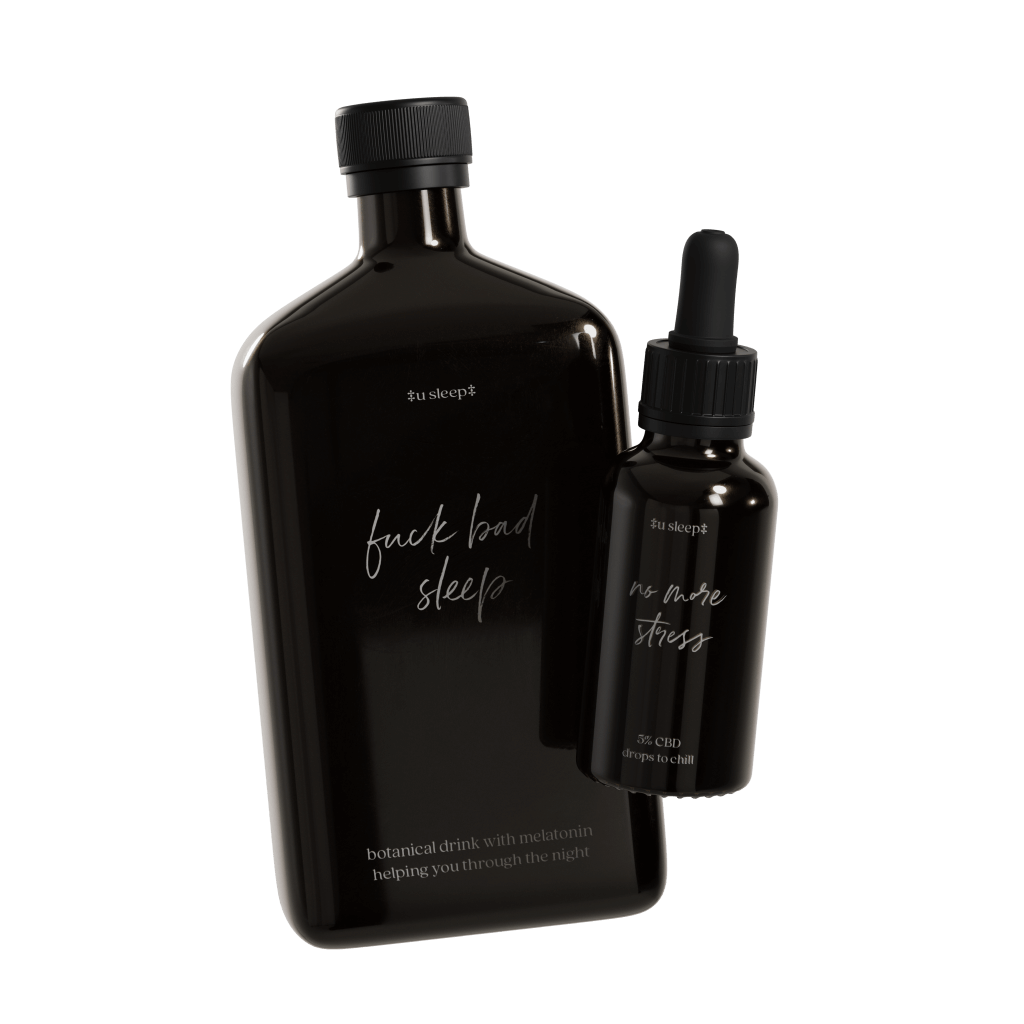 ‡u sleep‡
fuck bad
sleep
botanical drink with melatonin
helping you through the night
‡u sleep‡
no more
stress
5% CBD
drops to chill